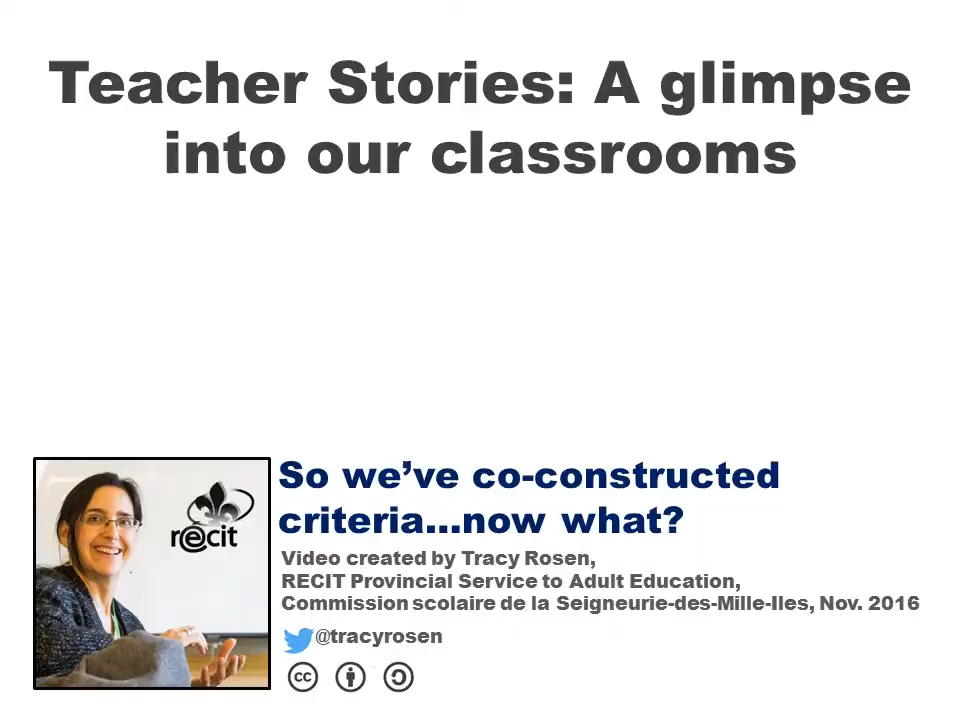 Teacher Stories: A glimpse
into our classrooms
récit
So we’ve co-constructed
criteria...now what?
Video created by Tracy Rosen,
RECIT Provincial Service to Adult Education,
Commission scolaire de la Seigneurie-des-Mille-Iles, Nov. 2016
@tracyrosen
cc